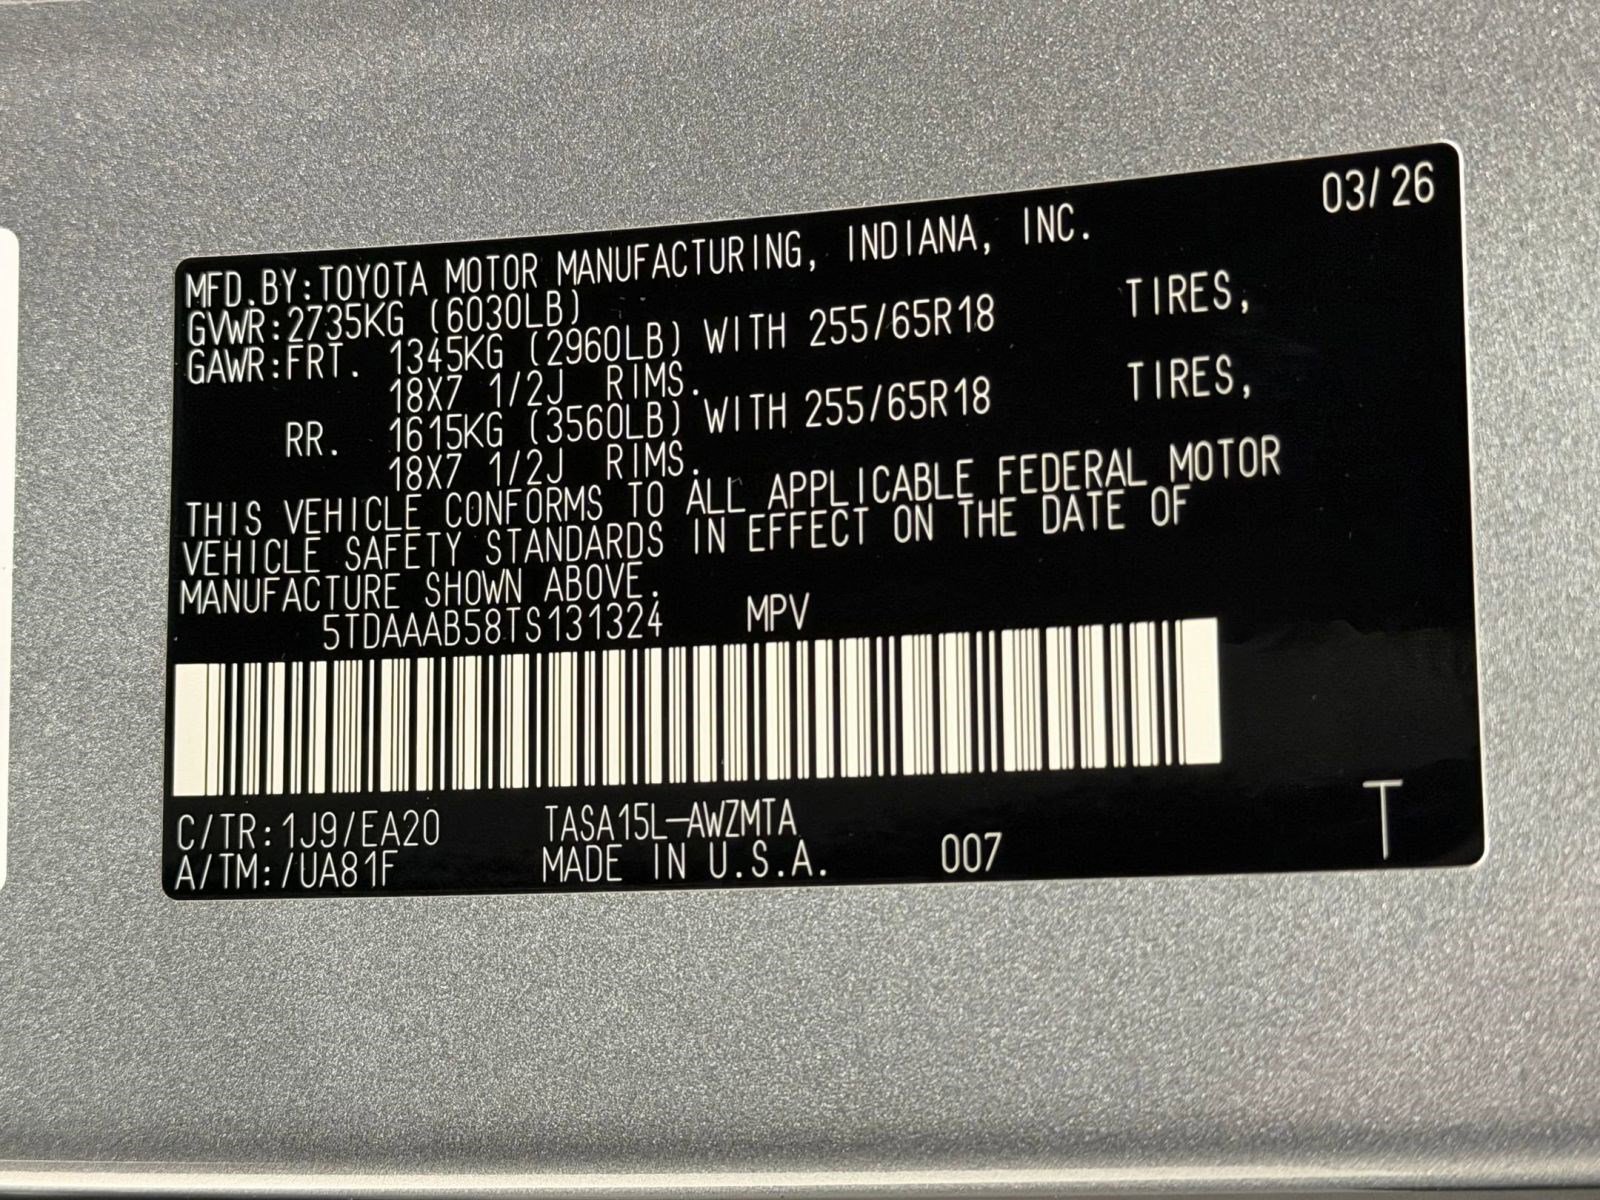 03/26
MFD.BY:TOYOTA MOTOR MANUFACTURING, INDIANA, INC.
GVWR:2735KG (6030LB)
GAWR:FRT. 1345KG (2960LB) WITH 255/65R18 TIRES,
18X7 1/2J RIMS.
RR. 1615KG (3560LB) WITH 255/65R18 TIRES,
18X7 1/2J RIMS.
THIS VEHICLE CONFORMS TO ALL APPLICABLE FEDERAL MOTOR
VEHICLE SAFETY STANDARDS IN EFFECT ON THE DATE OF
MANUFACTURE SHOWN ABOVE.
5TDAAAB58TS131324 MPV
C/TR:1J9/EA20 TASA15L-AWZMTA
A/TM:/UA81F MADE IN U.S.A. 007 T